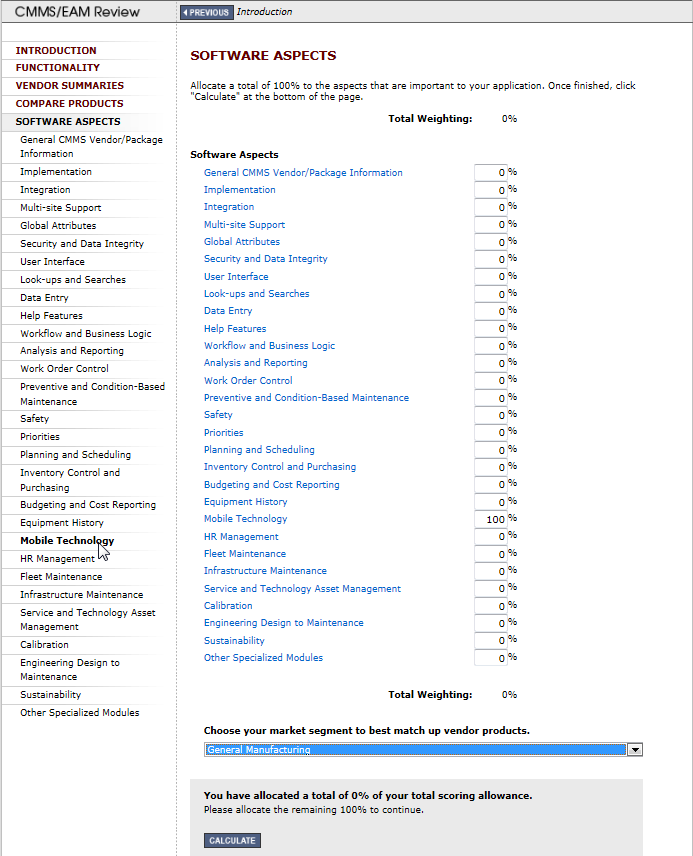 CMMS/EAM Review
PREVIOUS Introduction
INTRODUCTION
FUNCTIONALITY
VENDOR SUMMARIES
COMPARE PRODUCTS
SOFTWARE ASPECTS
General CMMS Vendor/Package
Information
Implementation
Integration
Multi-site Support
Global Attributes
Security and Data Integrity
User Interface
Look-ups and Searches
Data Entry
Help Features
Workflow and Business Logic
Analysis and Reporting
Work Order Control
Preventive and Condition-Based
Maintenance
Safety
Priorities
Planning and Scheduling
Inventory Control and
Purchasing
Budgeting and Cost Reporting
Equipment History
Mobile Technology
HR Management
Fleet Maintenance
Infrastructure Maintenance
Service and Technology Asset
Management
Calibration
Engineering Design to
Maintenance
Sustainability
Other Specialized Modules
SOFTWARE ASPECTS
Allocate a total of 100% to the aspects that are important to your application. Once finished, click
"Calculate" at the bottom of the page.
Total Weighting: 0%
Software Aspects
General CMMS Vendor/Package Information 0 %
Implementation 0 %
Integration 0 %
Multi-site Support 0 %
Global Attributes 0 %
Security and Data Integrity 0 %
User Interface 0 %
Look-ups and Searches 0 %
Data Entry 0 %
Help Features 0 %
Workflow and Business Logic 0 %
Analysis and Reporting 0 %
Work Order Control 0 %
Preventive and Condition-Based Maintenance 0 %
Safety 0 %
Priorities 0 %
Planning and Scheduling 0 %
Inventory Control and Purchasing 0 %
Budgeting and Cost Reporting 0 %
Equipment History 0 %
Mobile Technology 100 %
HR Management 0 %
Fleet Maintenance 0 %
Infrastructure Maintenance 0 %
Service and Technology Asset Management 0 %
Calibration 0 %
Engineering Design to Maintenance 0 %
Sustainability 0 %
Other Specialized Modules 0 %
Total Weighting: 0%
Choose your market segment to best match up vendor products.
General Manufacturing
You have allocated a total of 0% of your total scoring allowance.
Please allocate the remaining 100% to continue.
CALCULATE